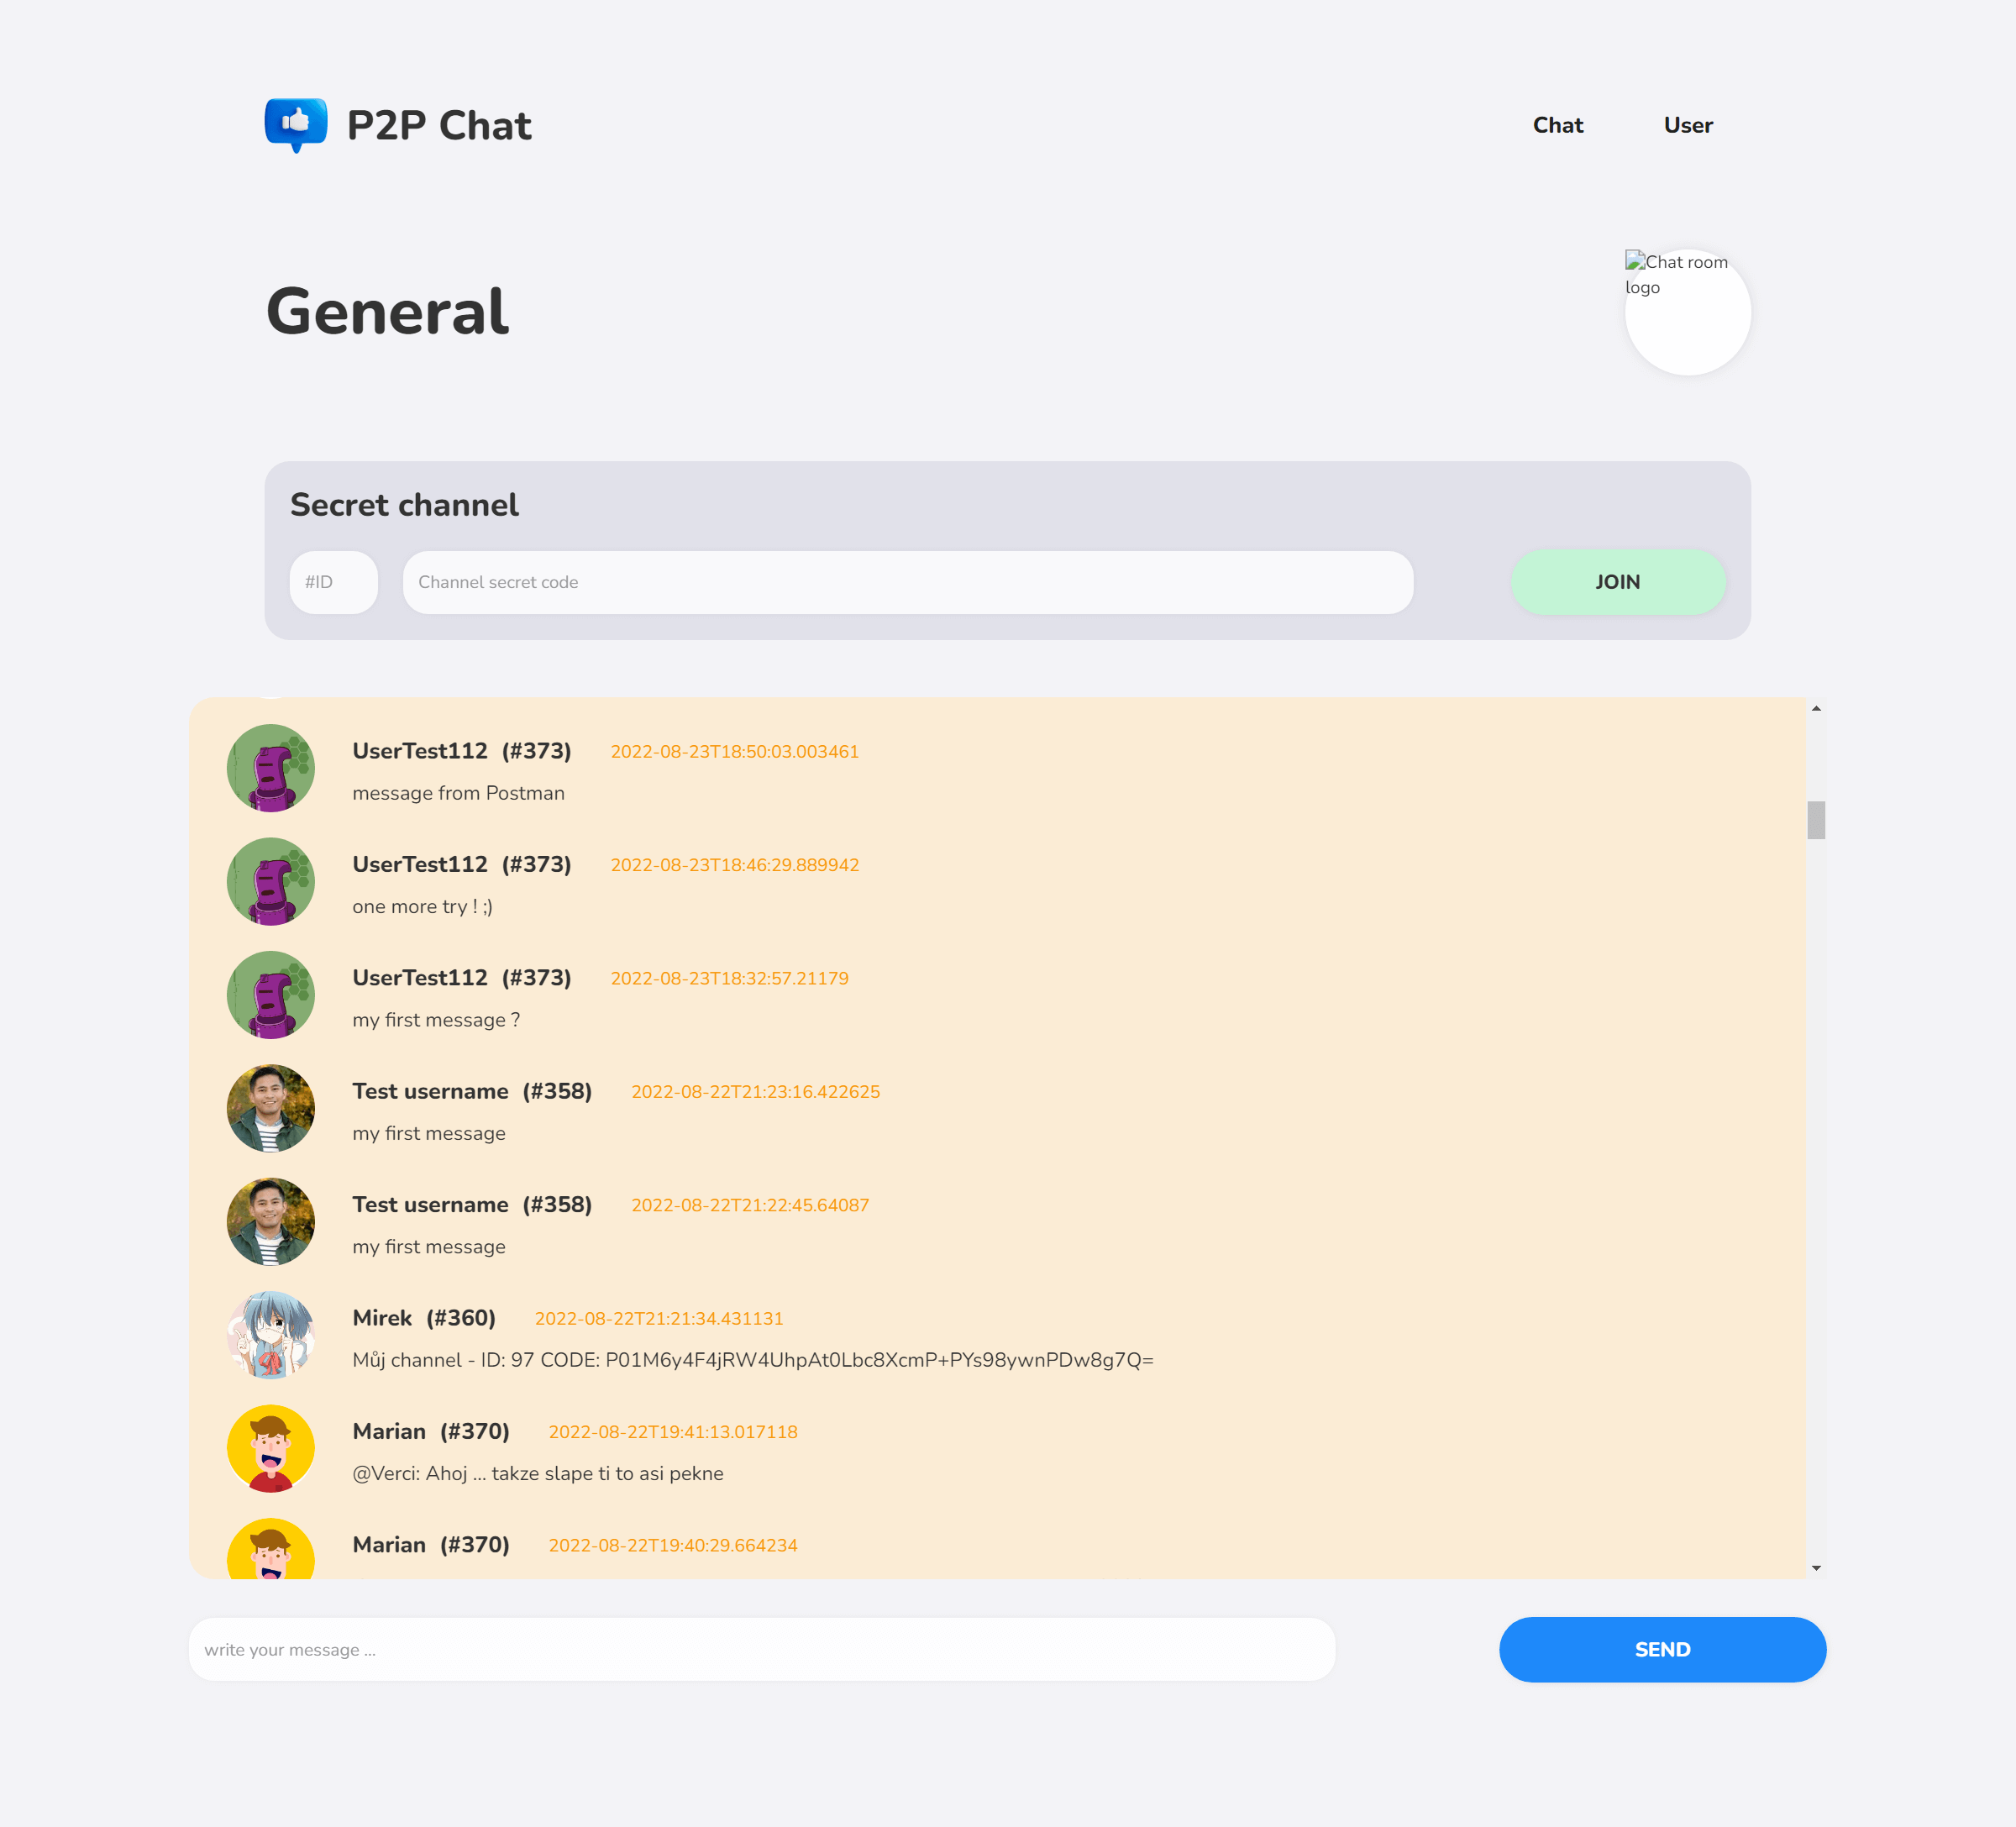 P2P Chat
Chat
User
General
Chat room
logo
Secret channel
#ID
Channel secret code
JOIN
UserTest112 (#373) 2022-08-23T18:50:03.003461
message from Postman
UserTest112 (#373) 2022-08-23T18:46:29.889942
one more try ! ;)
UserTest112 (#373) 2022-08-23T18:32:57.21179
my first message ?
Test username (#358) 2022-08-22T21:23:16.422625
my first message
Test username (#358) 2022-08-22T21:22:45.64087
my first message
Mirek (#360) 2022-08-22T21:21:34.431131
Můj channel - ID: 97 CODE: P01M6y4F4jRW4UhpAt0Lbc8XcmP+PYs98ywnPDw8g7Q=
Marian (#370) 2022-08-22T19:41:13.017118
@Verci: Ahoj ... takze slape ti to asi pekne
Marian (#370) 2022-08-22T19:40:29.664234
write your message ...
SEND